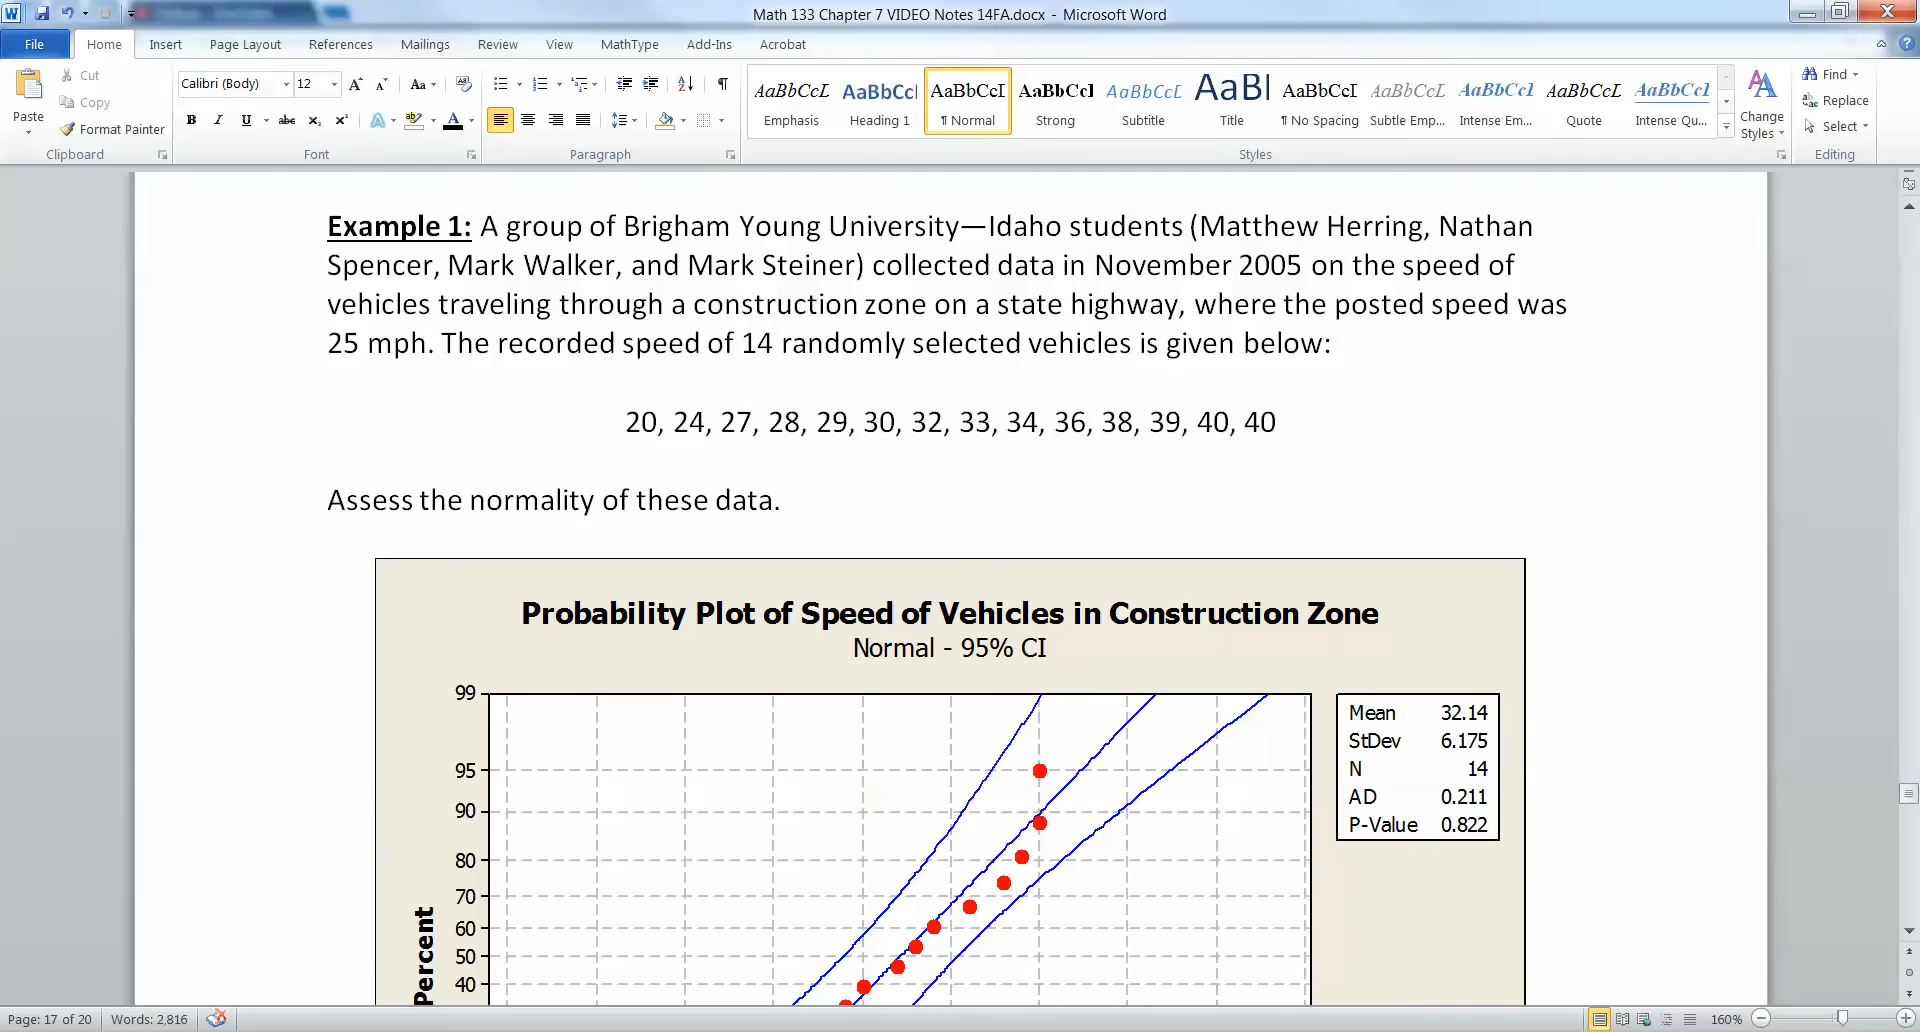 Math 133 Chapter 7 VIDEO Notes 14FA.docx - Microsoft Word
File Home Insert Page Layout References Mailings Review View MathType Add-Ins Acrobat
Paste
Cut
Copy
Format Painter
Clipboard
Calibri (Body) 12
Font
Paragraph
AaBbCcL AaBbCcI AaBbCcI AaBbCcI AaBbCcL AaBI AaBbCcI AaBbCcL AaBbCcI AaBbCcL AaBbCcI
Emphasis Heading 1 ¶ Normal Strong Subtitle Title ¶ No Spacing Subtle Emp... Intense Em... Quote Intense Qu...
Styles
Change
Styles
Find
Replace
Select
Editing
Example 1: A group of Brigham Young University—Idaho students (Matthew Herring, Nathan
Spencer, Mark Walker, and Mark Steiner) collected data in November 2005 on the speed of
vehicles traveling through a construction zone on a state highway, where the posted speed was
25 mph. The recorded speed of 14 randomly selected vehicles is given below:
20, 24, 27, 28, 29, 30, 32, 33, 34, 36, 38, 39, 40, 40
Assess the normality of these data.
Probability Plot of Speed of Vehicles in Construction Zone
Normal - 95% CI
99
95
90
80
70
60
50
40
Percent
Mean 32.14
StDev 6.175
N 14
AD 0.211
P-Value 0.822
Page: 17 of 20 Words: 2,816 160%